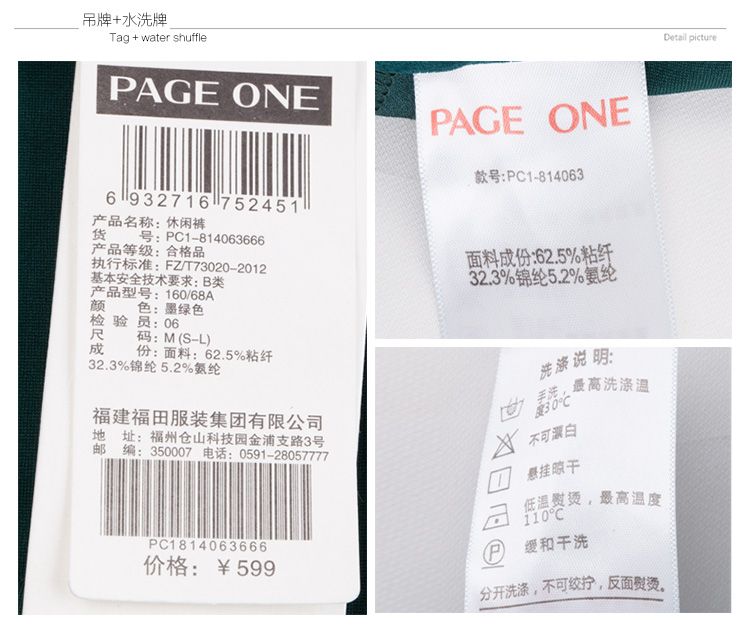 吊牌+水洗牌
Tag + water shuffle
Detail picture
PAGE ONE
6 932716 752451
产品名称: 休闲裤
货 号: PC1-814063666
产品等级: 合格品
执行标准: FZ/T73020-2012
基本安全技术要求: B类
产品型号: 160/68A
颜 色: 墨绿色
检 验 员: 06
尺 码: M (S-L)
成 份: 面料: 62.5%粘纤
32.3%锦纶 5.2%氨纶
福建福田服装集团有限公司
地 址: 福州仓山科技园金浦支路3号
邮 编: 350007 电话: 0591-28057777
PC1814063666
价格: ¥599
PAGE ONE
款号:PC1-814063
面料成份:62.5%粘纤
32.3%锦纶5.2%氨纶
洗涤说明:
手洗, 最高洗涤温
度30℃
不可漂白
悬挂晾干
低温熨烫, 最高温度
110℃
P
缓和干洗
分开洗涤, 不可绞拧, 反面熨烫。